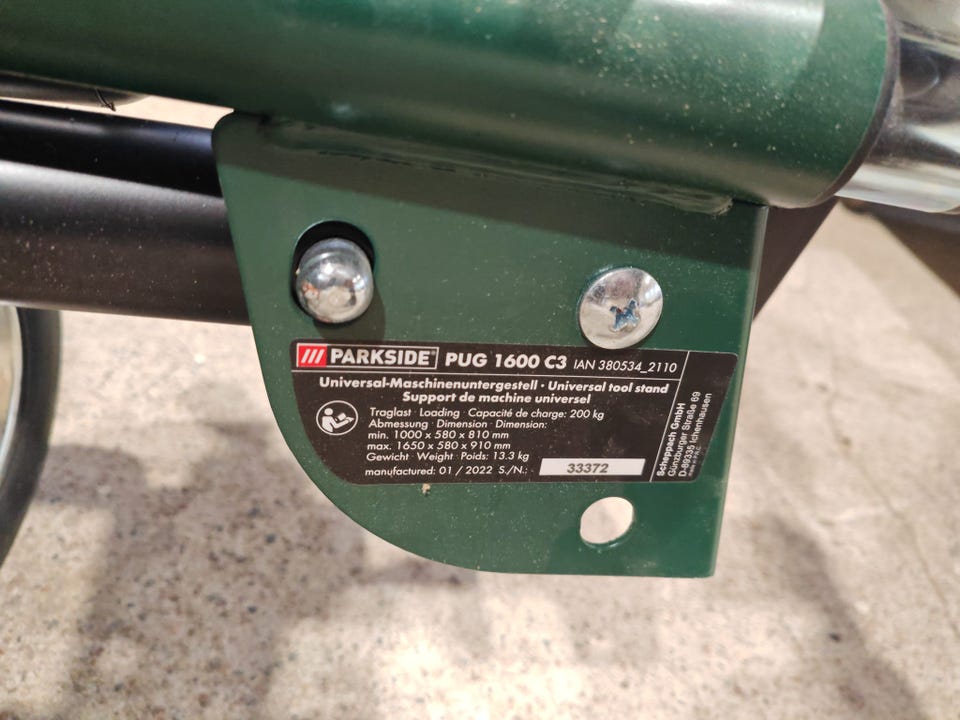 /// PARKSIDE® PUG 1600 C3 IAN 380534_2110
Universal-Maschinenuntergestell · Universal tool stand
Support de machine universel
Traglast · Loading · Capacité de charge: 200 kg
Abmessung · Dimension · Dimension:
min. 1000 x 580 x 810 mm
max. 1650 x 580 x 910 mm
Gewicht · Weight · Poids: 13.3 kg
manufactured: 01 / 2022 S./N.: 33372
Scheppach GmbH
Günzburger Straße 69
D-89335 Ichenhausen
made in P.R.C.